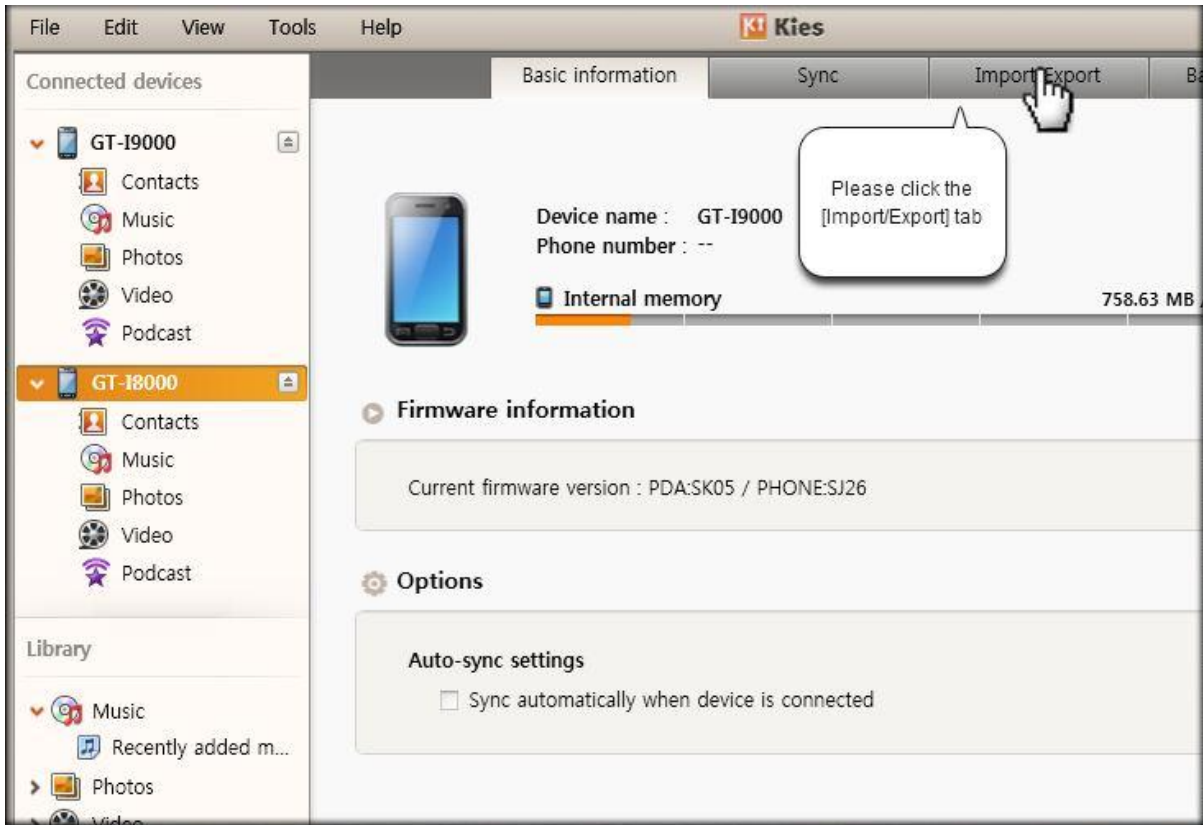 File Edit View Tools Help Kies
Connected devices
Basic information Sync Import/Export
GT-I9000
Contacts
Music
Photos
Video
Podcast
GT-I8000
Contacts
Music
Photos
Video
Podcast
Library
Music
Recently added m...
Photos
Video
Please click the
[Import/Export] tab
Device name : GT-I9000
Phone number : --
Internal memory 758.63 MB /
Firmware information
Current firmware version : PDA:SK05 / PHONE:SJ26
Options
Auto-sync settings
Sync automatically when device is connected